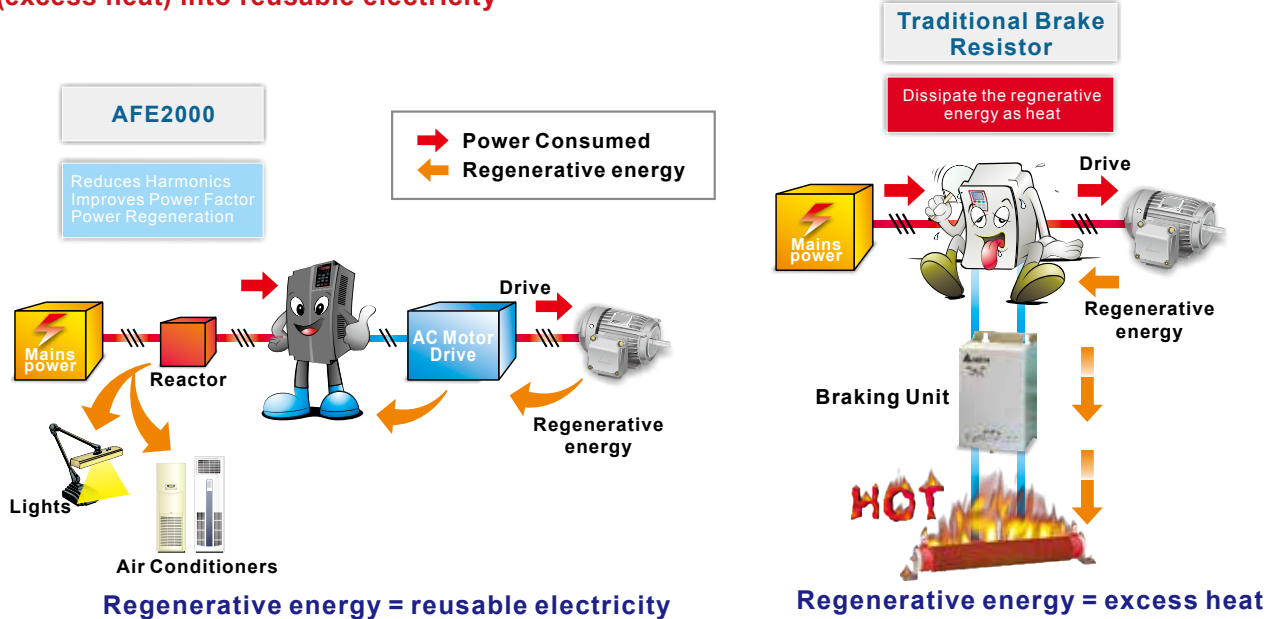 (excess heat) into reusable electricity
AFE2000
Reduces Harmonics
Improves Power Factor
Power Regeneration
Power Consumed
Regenerative energy
Mains
power
Reactor
AC Motor
Drive
Drive
Regenerative
energy
Lights
Air Conditioners
Regenerative energy = reusable electricity
Traditional Brake
Resistor
Dissipate the regnerative
energy as heat
Mains
power
Drive
Regenerative
energy
Braking Unit
HOT
Regenerative energy = excess heat